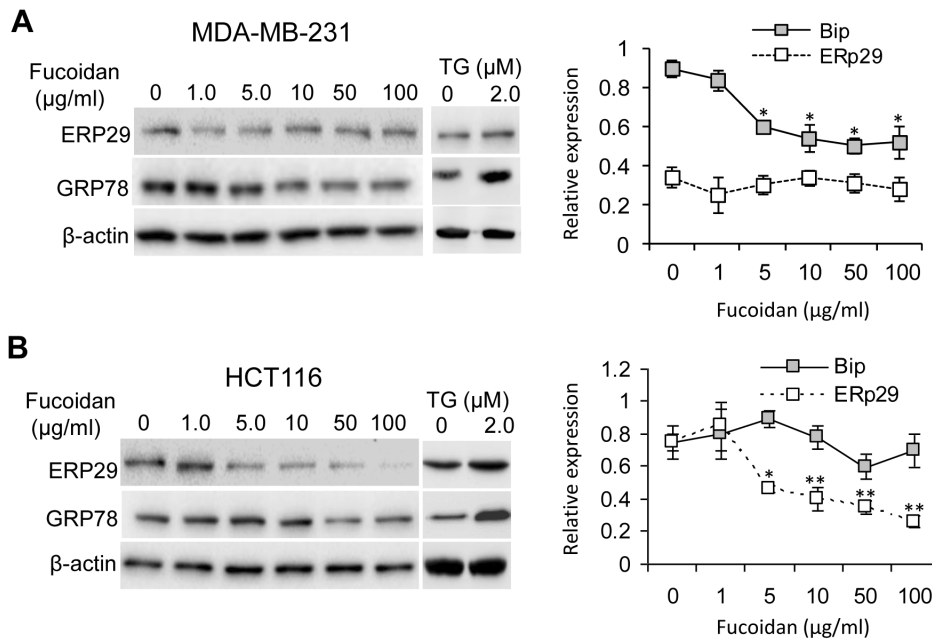 A
MDA-MB-231
Fucoidan
(µg/ml)
0 1.0 5.0 10 50 100
TG (µM)
0 2.0
ERP29
GRP78
β-actin
Bip
ERp29
Relative expression
1
0.8
0.6
0.4
0.2
0
* * * *
0 1 5 10 50 100
Fucoidan (µg/ml)
B
HCT116
Fucoidan
(µg/ml)
0 1.0 5.0 10 50 100
TG (µM)
0 2.0
ERP29
GRP78
β-actin
Bip
ERp29
Relative expression
1.2
1
0.8
0.6
0.4
0.2
0
* ** ** **
0 1 5 10 50 100
Fucoidan (µg/ml)